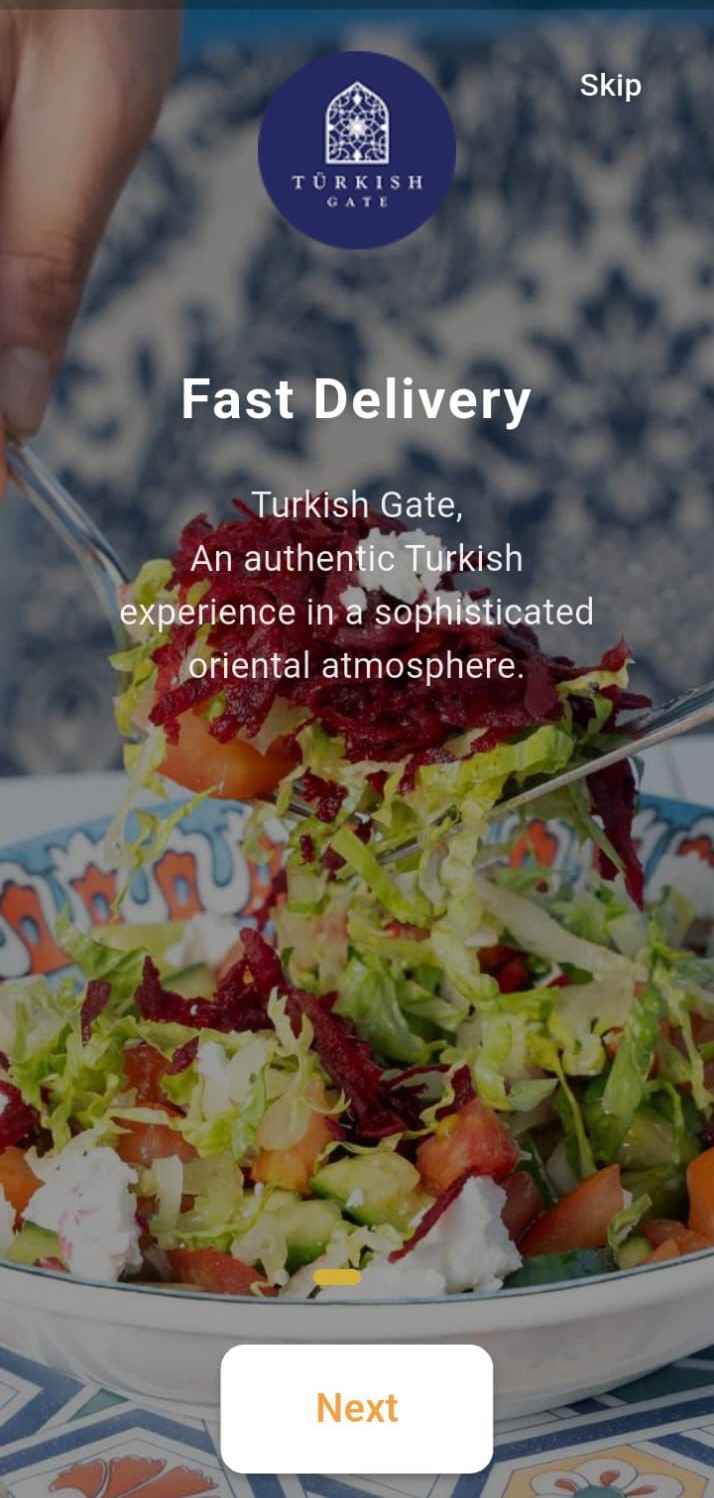 Skip
TÜRKISH
GATE
Fast Delivery
Turkish Gate,
An authentic Turkish
experience in a sophisticated
oriental atmosphere.
Next